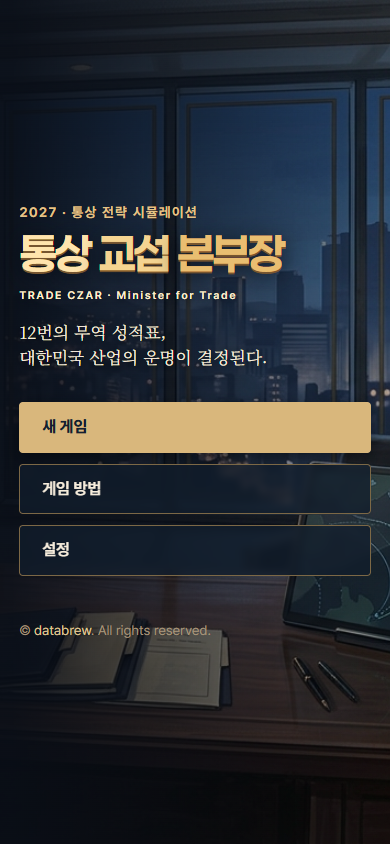 2027 · 통상 전략 시뮬레이션
통상 교섭 본부장
TRADE CZAR · Minister for Trade
12번의 무역 성적표,
대한민국 산업의 운명이 결정된다.
새 게임
게임 방법
설정
© databrew. All rights reserved.